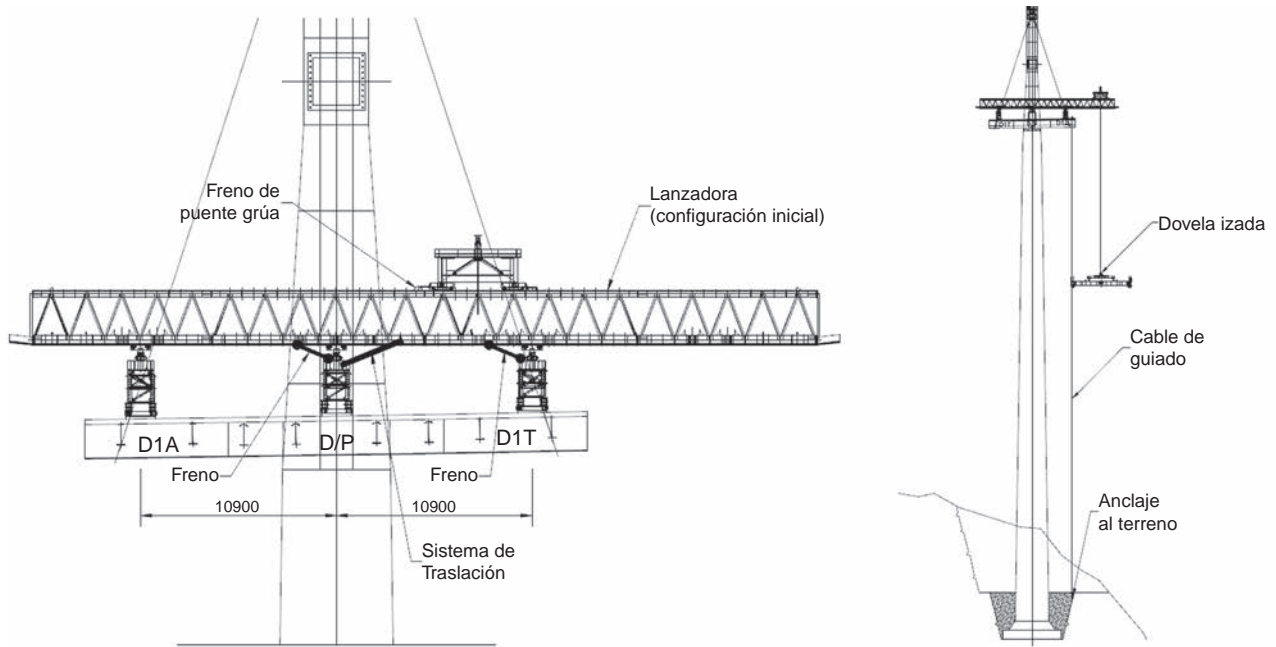 Freno de
puente grúa
Lanzadora
(configuración inicial)
D1A
D/P
D1T
Freno
Freno
10900
10900
Sistema de
Traslación
Dovela izada
Cable de
guiado
Anclaje
al terreno